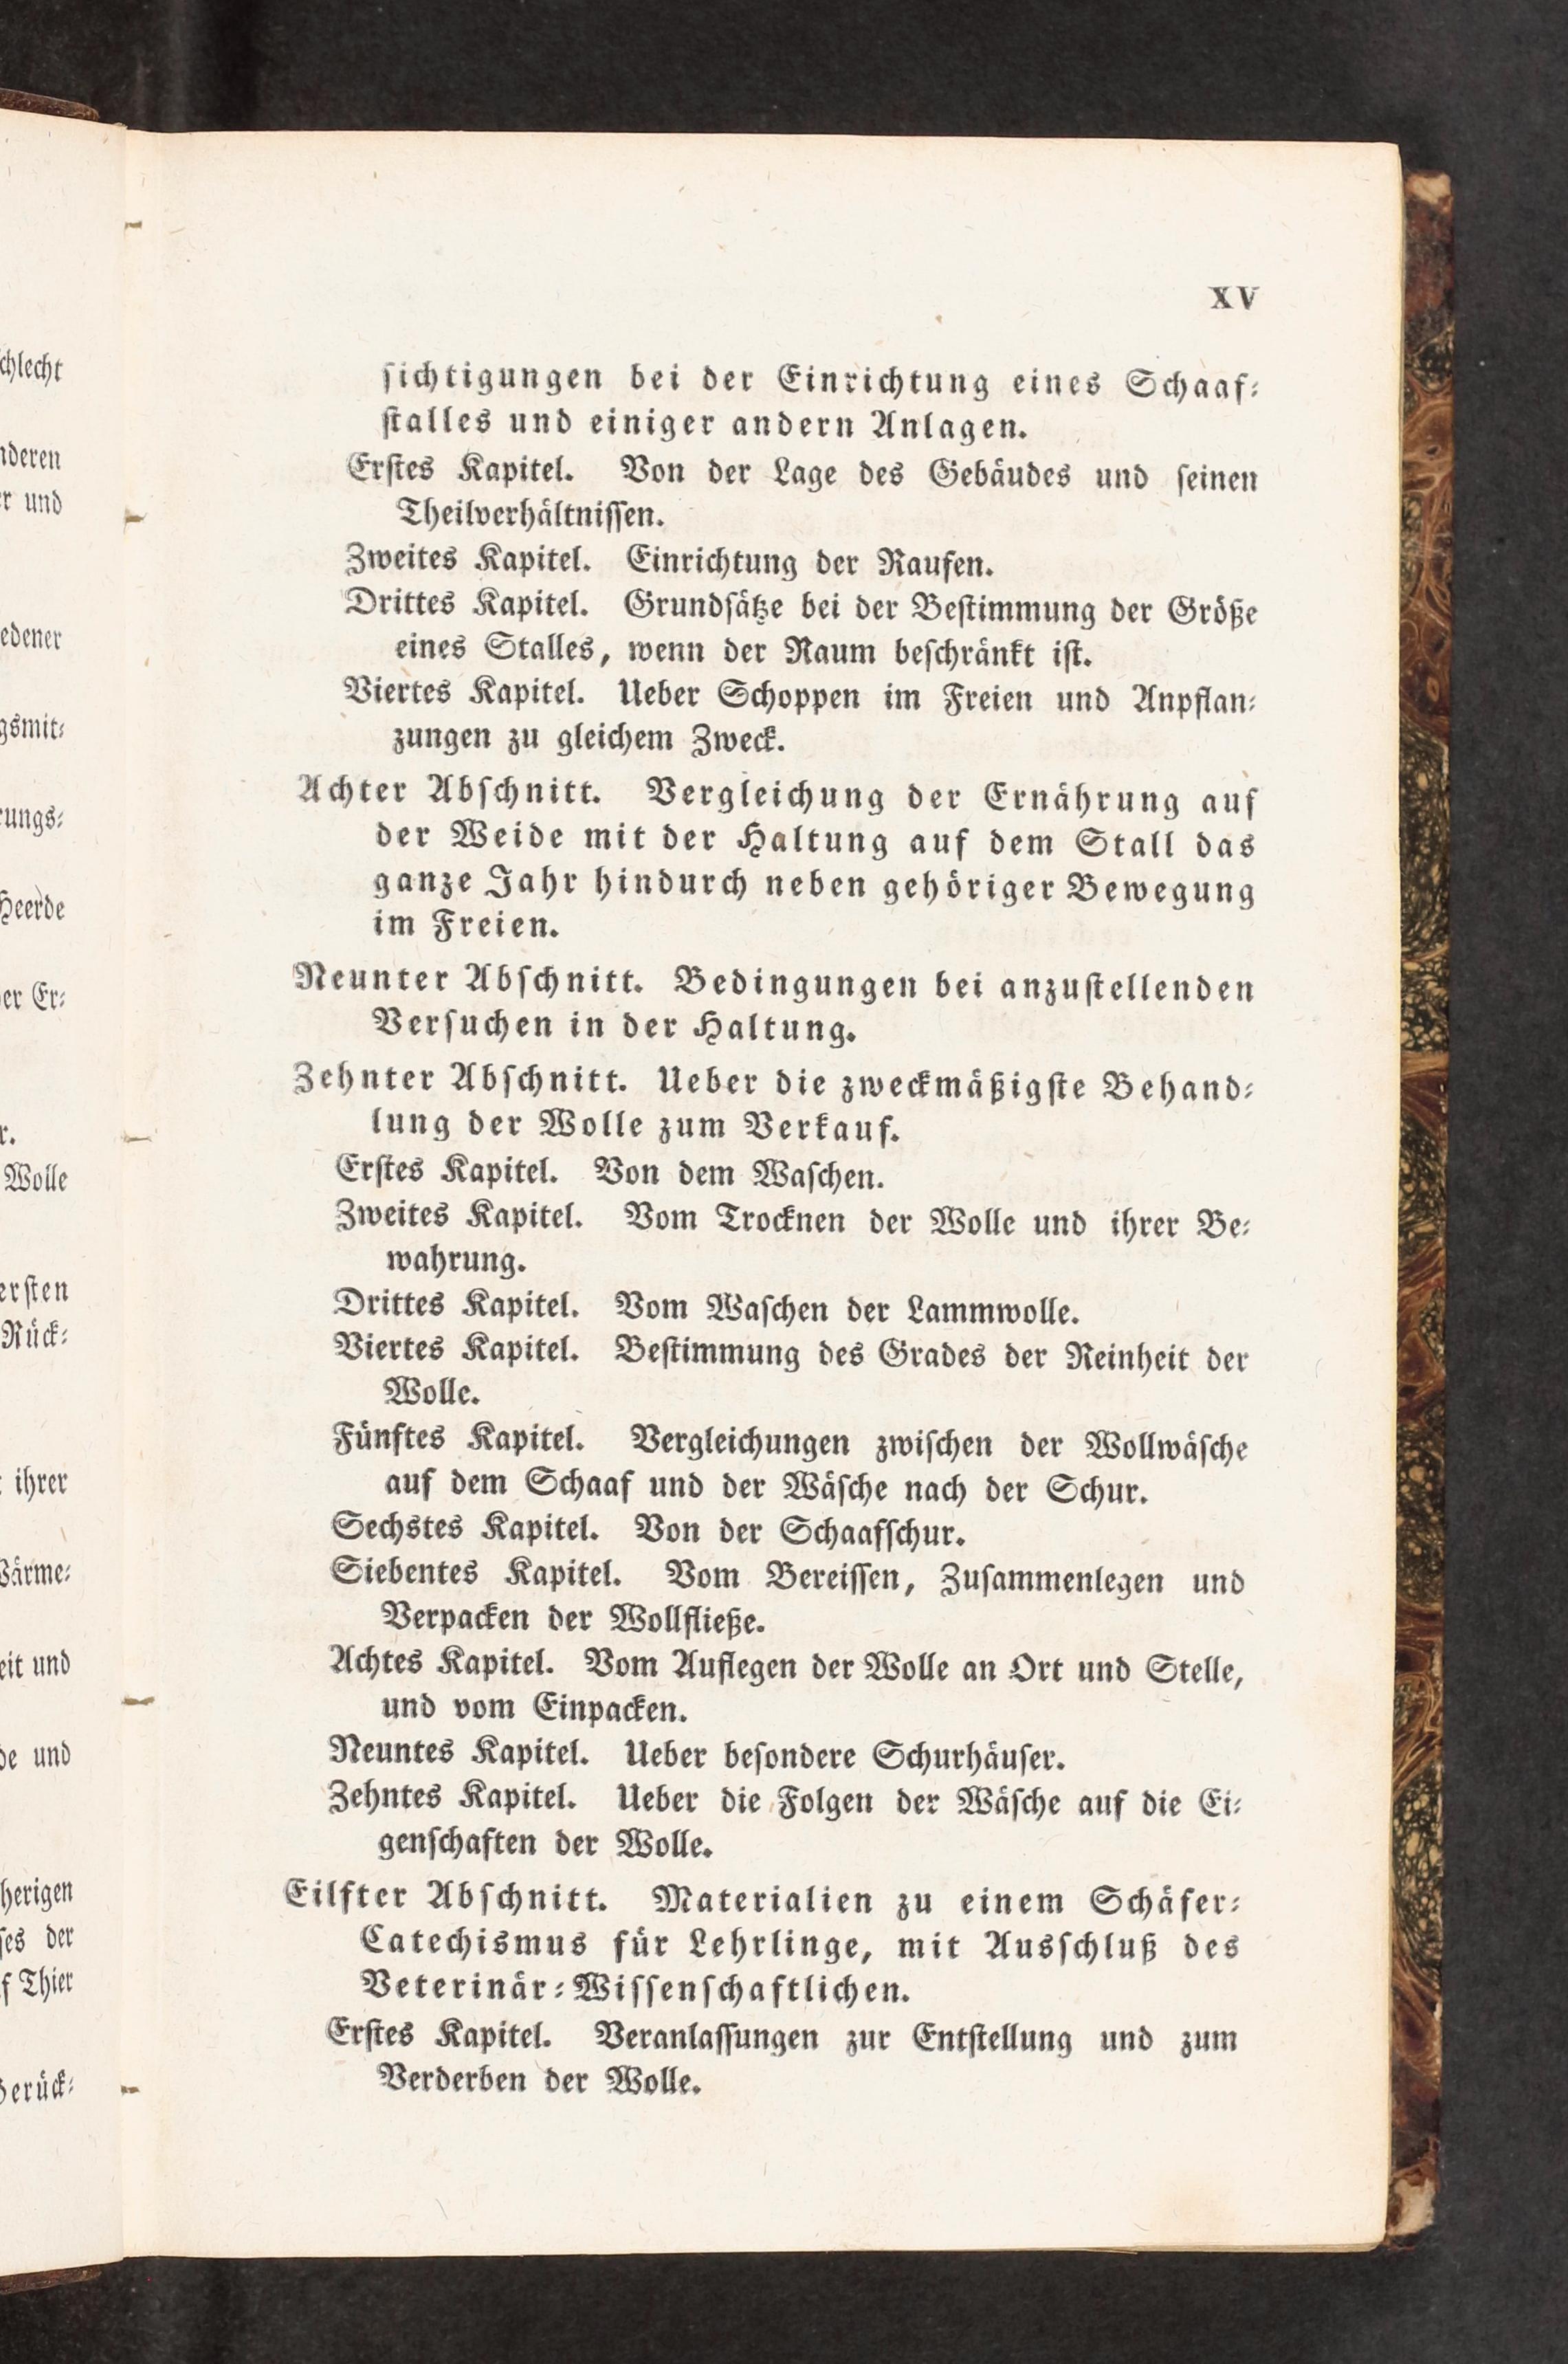 XV
sichtigungen bei der Einrichtung eines Schaaf-
stalles und einiger andern Anlagen.
Erstes Kapitel. Von der Lage des Gebäudes und seinen
Theilverhältnissen.
Zweites Kapitel. Einrichtung der Raufen.
Drittes Kapitel. Grundsätze bei der Bestimmung der Größe
eines Stalles, wenn der Raum beschränkt ist.
Viertes Kapitel. Ueber Schoppen im Freien und Anpflan-
zungen zu gleichem Zweck.
Achter Abschnitt. Vergleichung der Ernährung auf
der Weide mit der Haltung auf dem Stall das
ganze Jahr hindurch neben gehöriger Bewegung
im Freien.
Neunter Abschnitt. Bedingungen bei anzustellenden
Versuchen in der Haltung.
Zehnter Abschnitt. Ueber die zweckmäßigste Behand-
lung der Wolle zum Verkauf.
Erstes Kapitel. Von dem Waschen.
Zweites Kapitel. Vom Trocknen der Wolle und ihrer Be-
wahrung.
Drittes Kapitel. Vom Waschen der Lammwolle.
Viertes Kapitel. Bestimmung des Grades der Reinheit der
Wolle.
Fünftes Kapitel. Vergleichungen zwischen der Wollwäsche
auf dem Schaaf und der Wäsche nach der Schur.
Sechstes Kapitel. Von der Schaafschur.
Siebentes Kapitel. Vom Bereissen, Zusammenlegen und
Verpacken der Wollfließe.
Achtes Kapitel. Vom Auflegen der Wolle an Ort und Stelle,
und vom Einpacken.
Neuntes Kapitel. Ueber besondere Schurhäuser.
Zehntes Kapitel. Ueber die Folgen der Wäsche auf die Ei-
genschaften der Wolle.
Eilfter Abschnitt. Materialien zu einem Schäfer-
Catechismus für Lehrlinge, mit Ausschluß des
Veterinär-Wissenschaftlichen.
Erstes Kapitel. Veranlassungen zur Entstellung und zum
Verderben der Wolle.